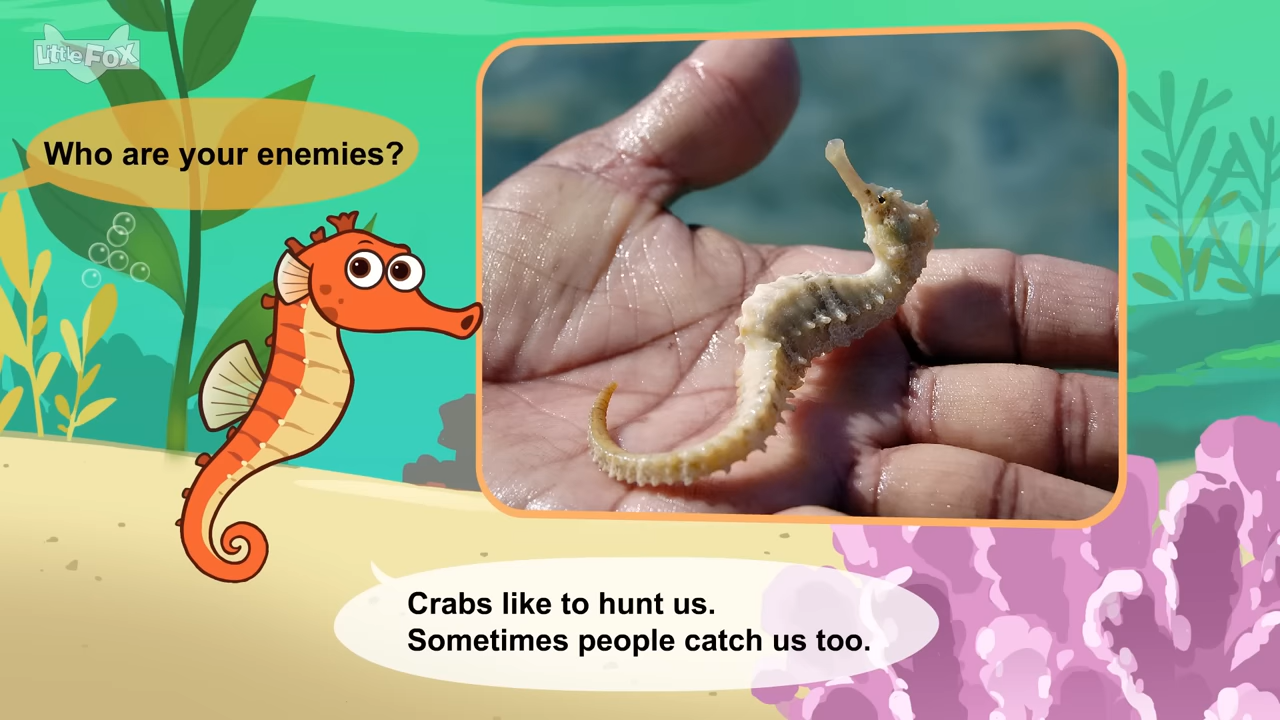 Little Fox
Who are your enemies?
Crabs like to hunt us.
Sometimes people catch us too.